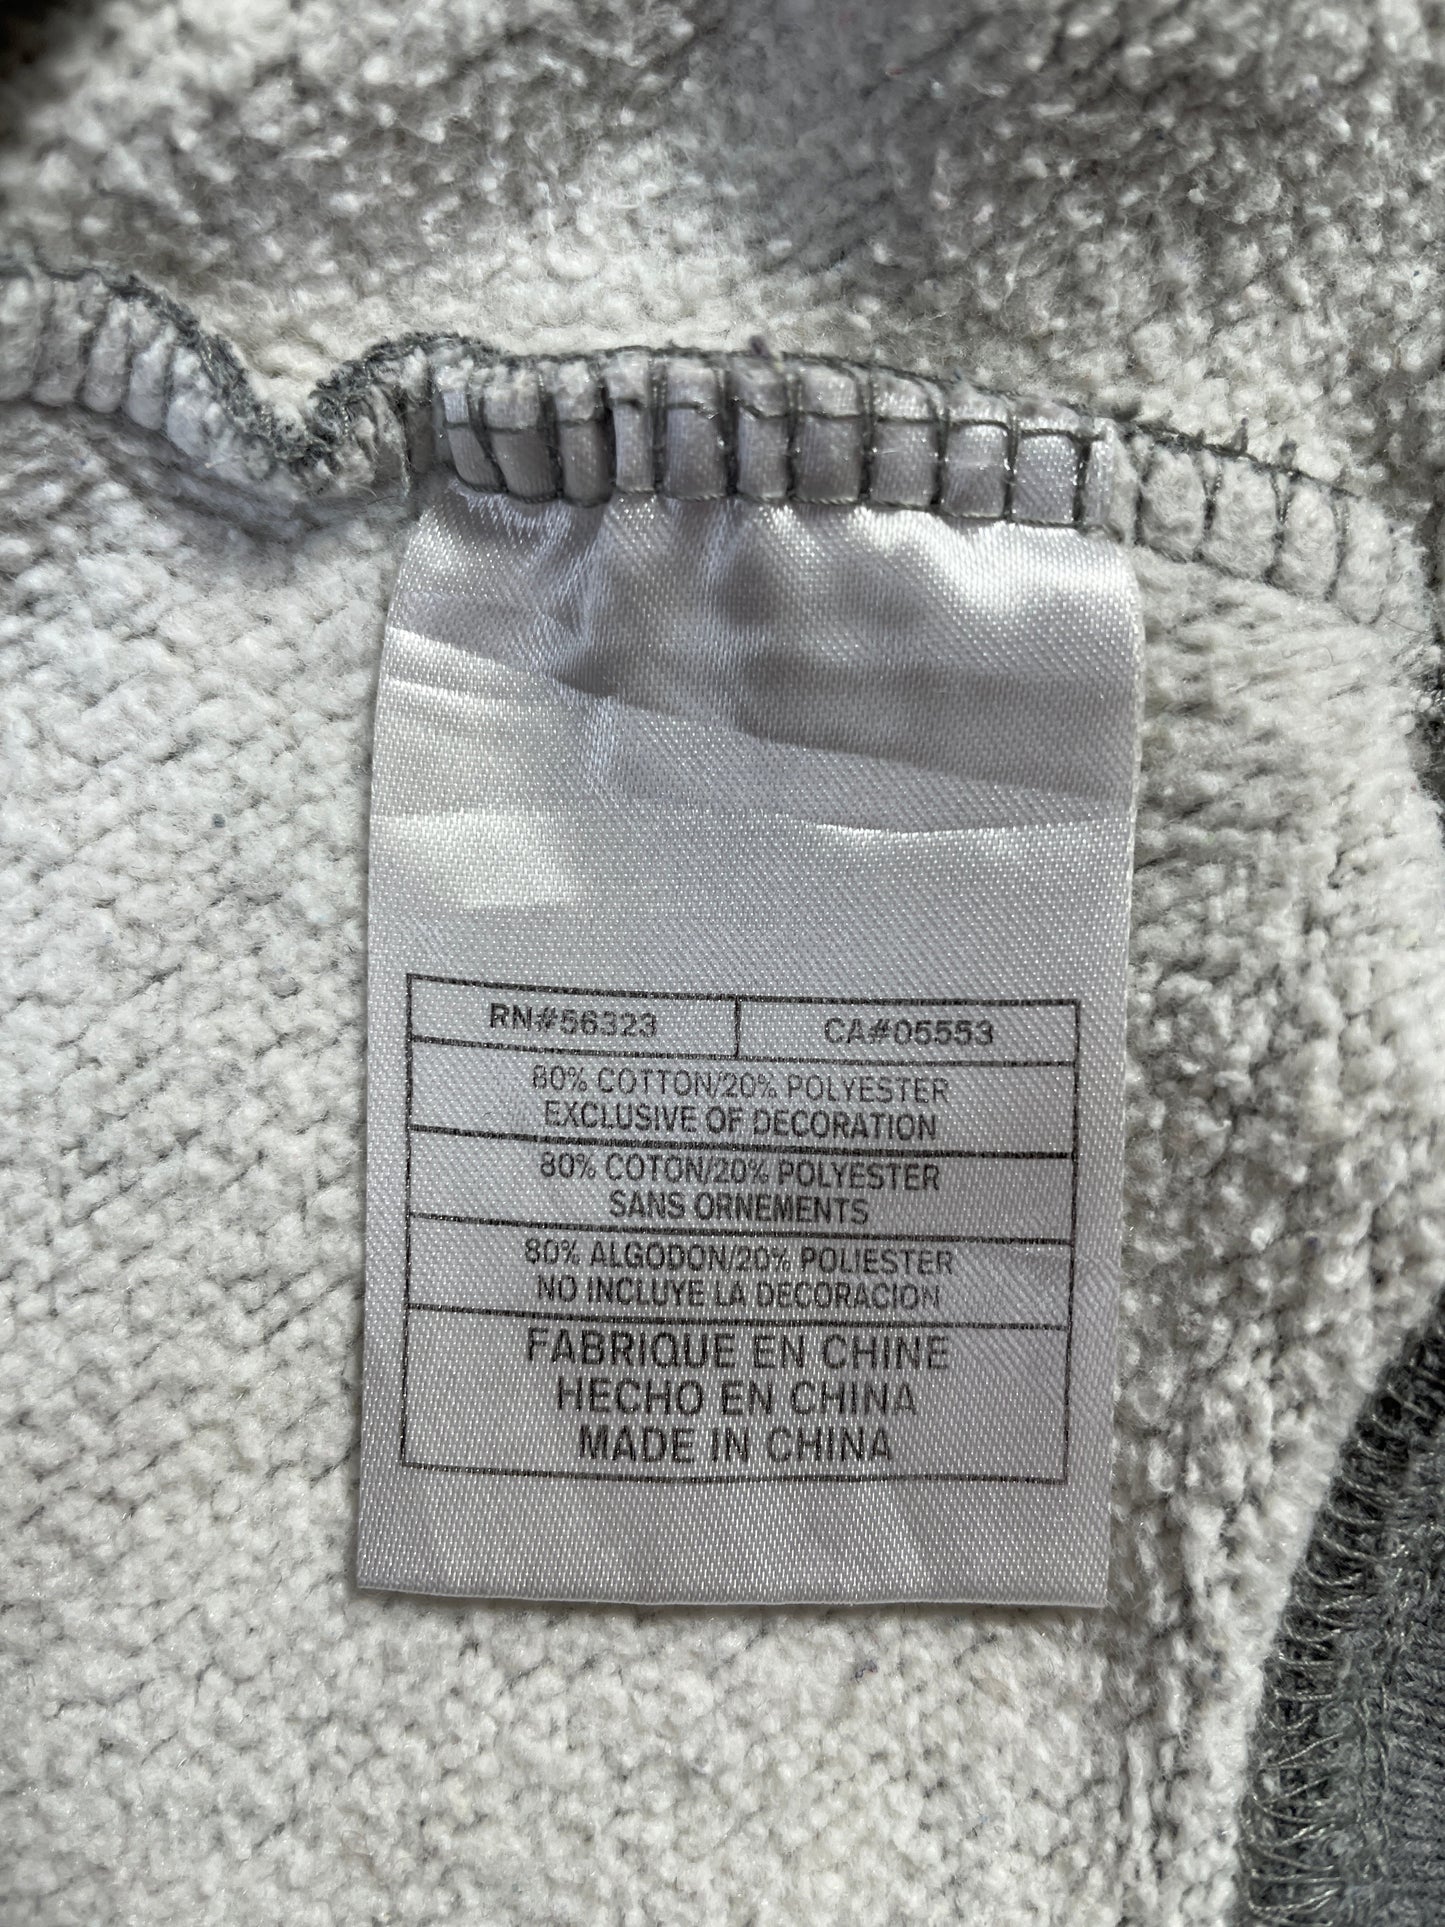 RN#56323 CA#05553
80% COTTON/20% POLYESTER
EXCLUSIVE OF DECORATION
80% COTON/20% POLYESTER
SANS ORNEMENTS
80% ALGODON/20% POLIESTER
NO INCLUYE LA DECORACION
FABRIQUE EN CHINE
HECHO EN CHINA
MADE IN CHINA